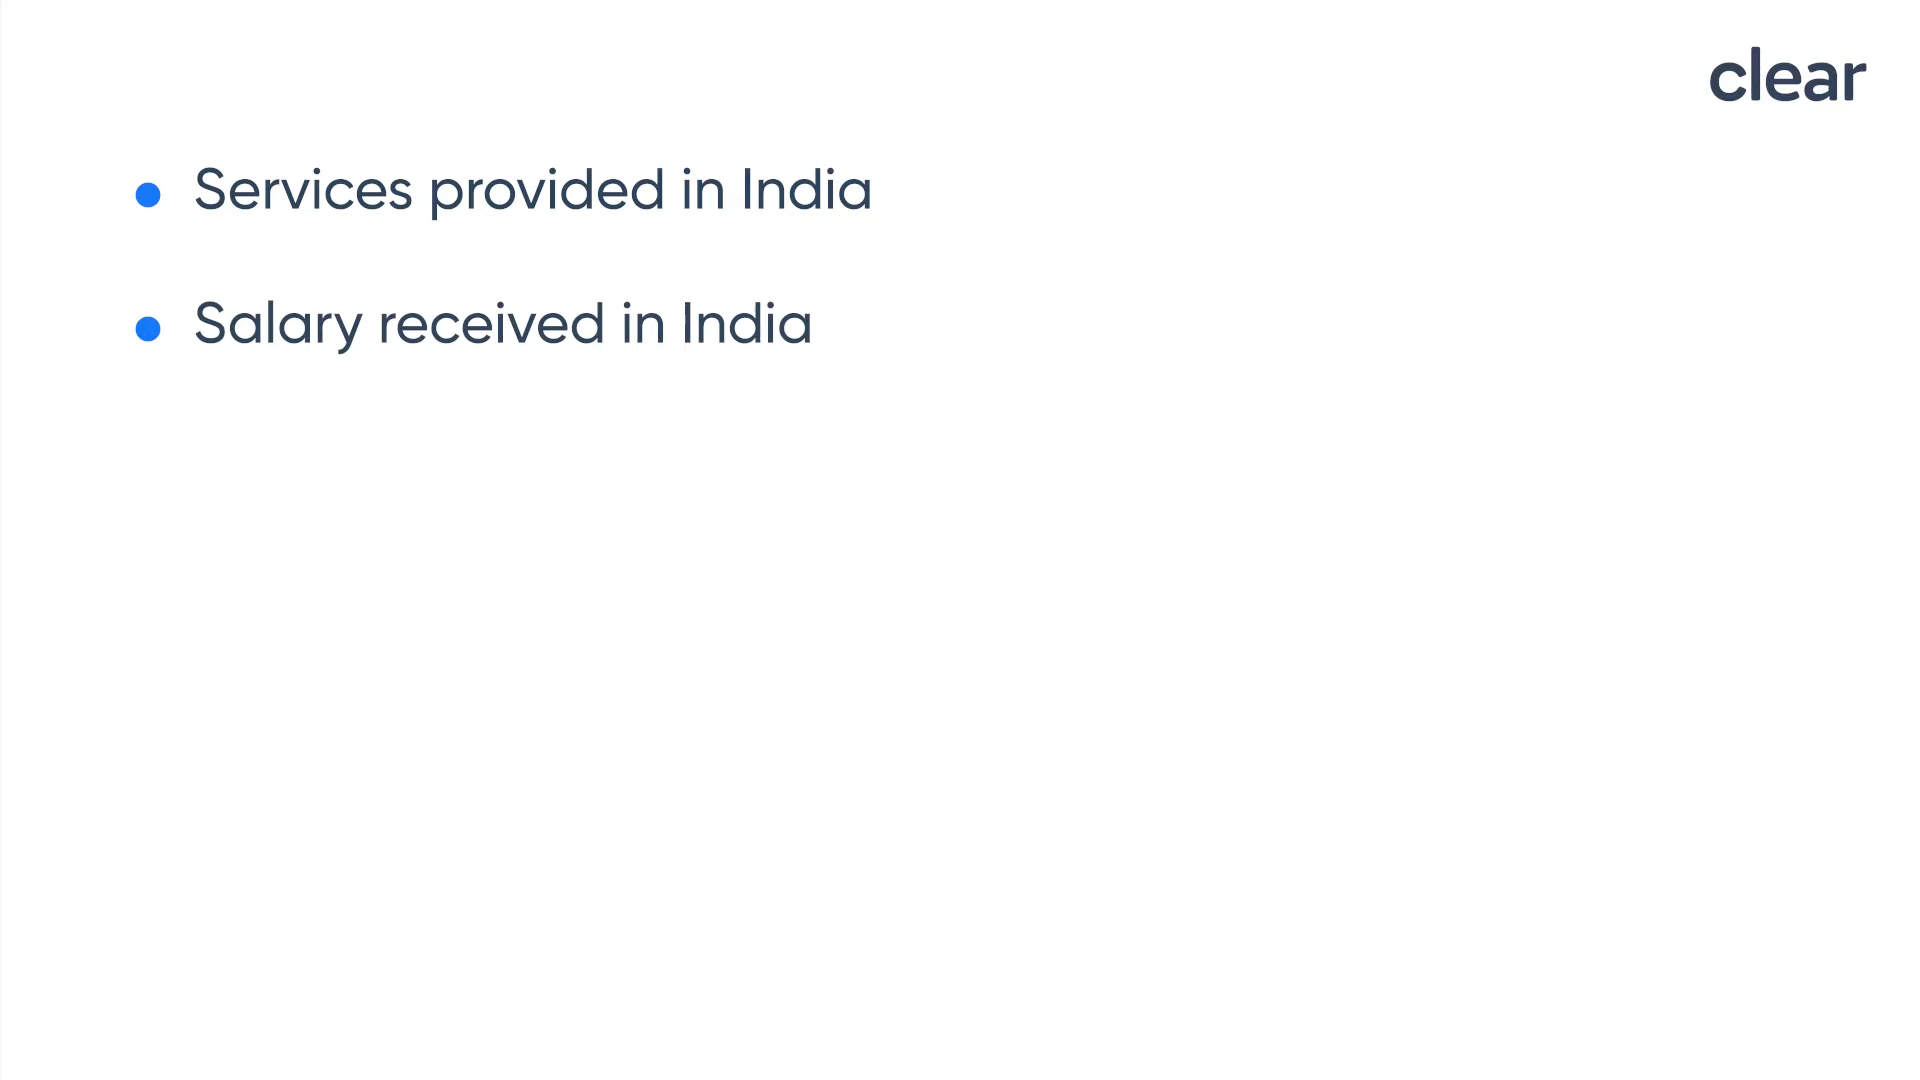 clear
● Services provided in India
● Salary received in India